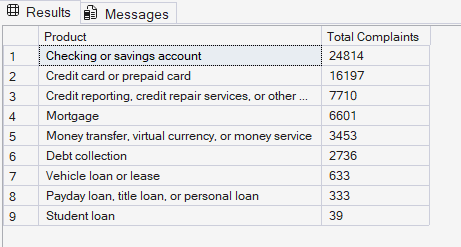 Results Messages
Product Total Complaints
1 Checking or savings account 24814
2 Credit card or prepaid card 16197
3 Credit reporting, credit repair services, or other ... 7710
4 Mortgage 6601
5 Money transfer, virtual currency, or money service 3453
6 Debt collection 2736
7 Vehicle loan or lease 633
8 Payday loan, title loan, or personal loan 333
9 Student loan 39